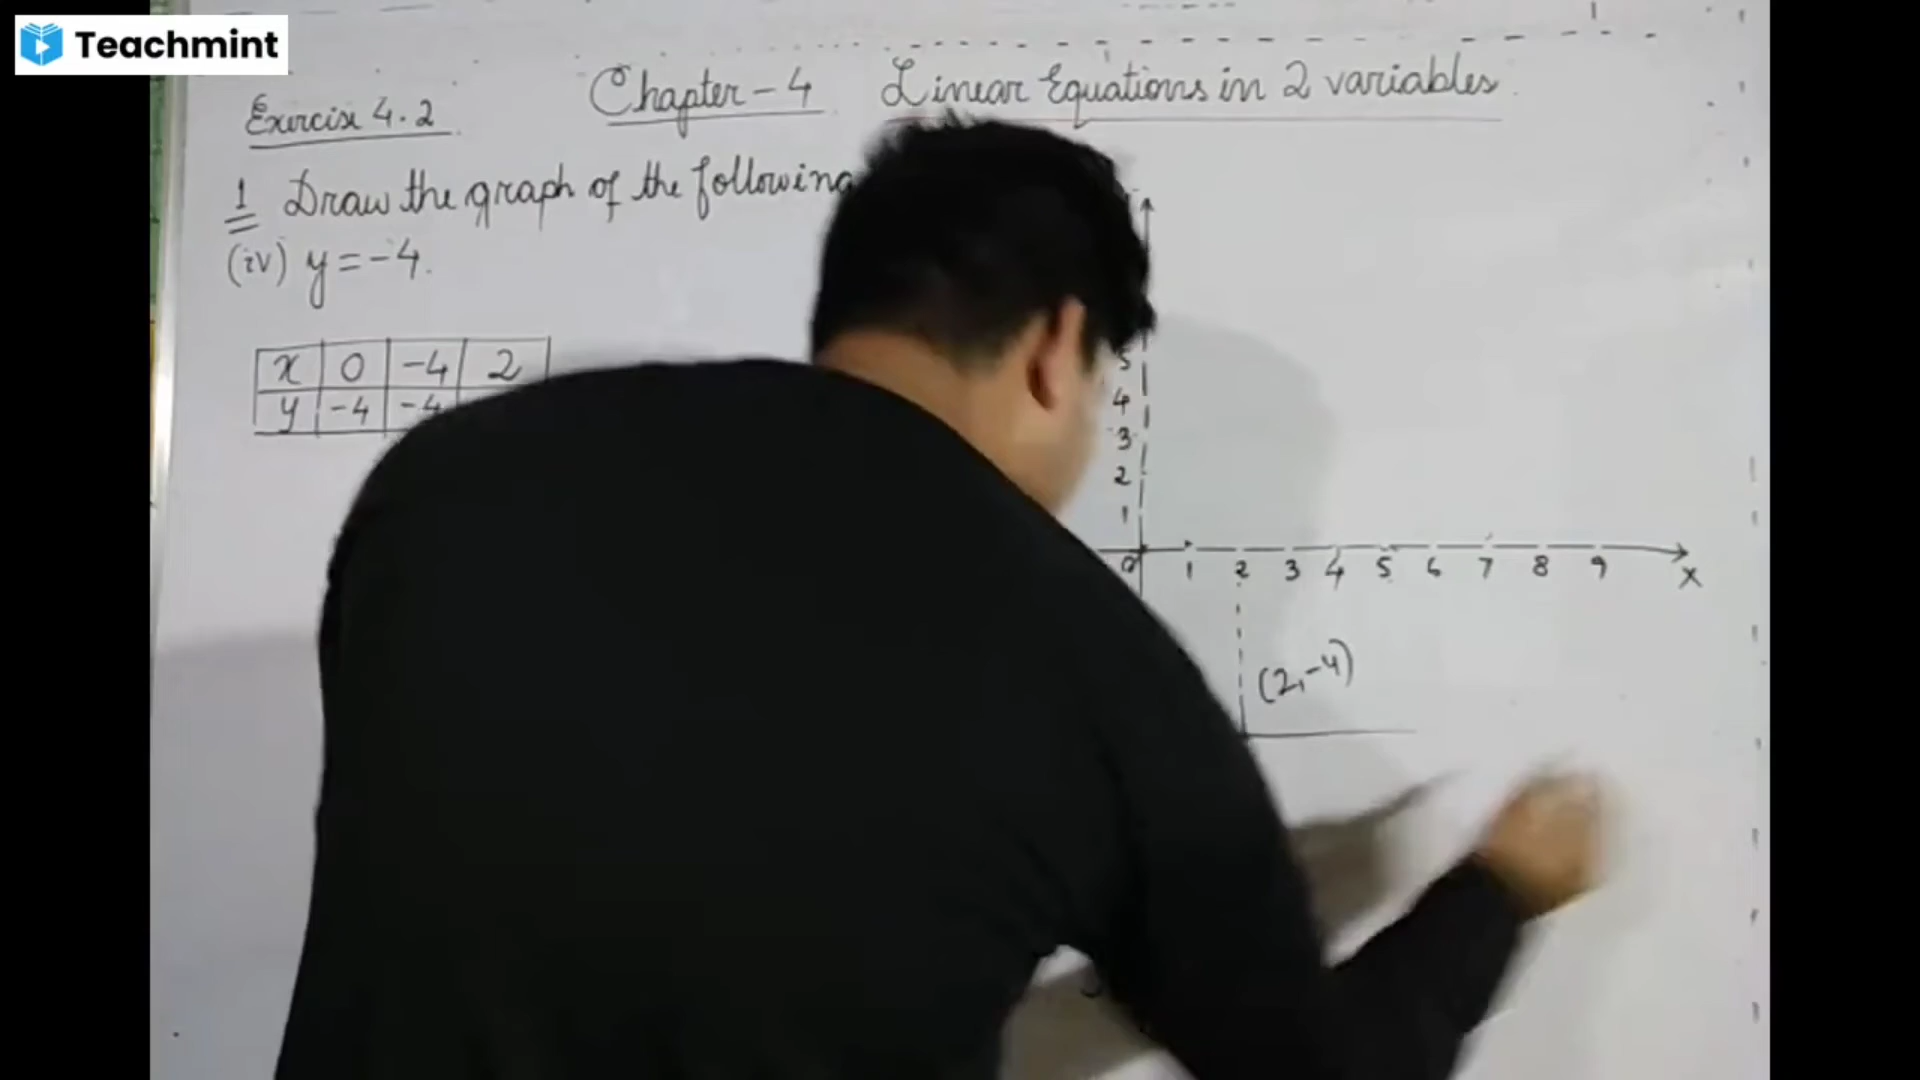 Teachmint
Chapter - 4 Linear Equations in 2 variables
Exercise 4.2
1 Draw the graph of the following
(iv) y = -4.
x 0 -4 2
y -4 -4
5
4
3
2
1
0 1 2 3 4 5 6 7 8 9 x
(2, -4)